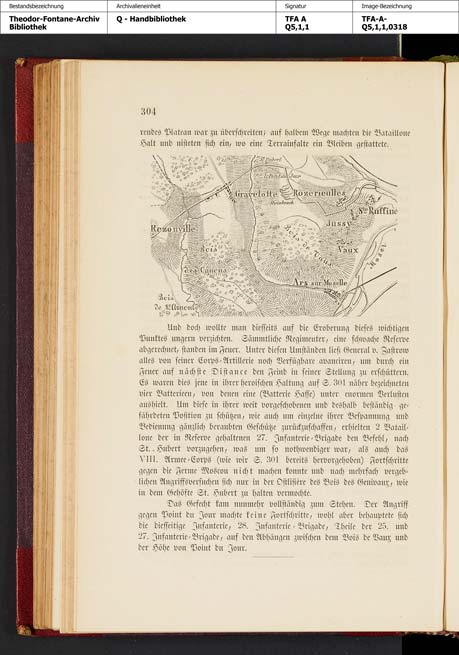 Bestandsbezeichnung
Archivalieneinheit
Signatur
Image-Bezeichnung
Theodor-Fontane-Archiv
Bibliothek
Q - Handbibliothek
TFA A
Q5,1,1
TFA-A-
Q5,1,1,0318
304
rendes Plateau war zu überschreiten; auf halbem Wege machten die Bataillone
Halt und nisteten sich ein, wo eine Terrainfalte ein Bleiben gestattete.
Gravelotte
Rozerieulles
Steinbruch
Jussy
Ste Ruffine
Rezonville
Vaux
Bois
de Vaux
Mosel
Bois
des Ognons
Ars sur Moselle
Bois
Und doch wollte man diesseits auf die Eroberung dieses wichtigen
Punktes ungern verzichten. Sämmtliche Regimenter, eine schwache Reserve
abgerechnet, standen im Feuer. Unter diesen Umständen ließ General v. Zastrow
alles von seiner Corps-Artillerie noch Verfügbare avanciren, um durch ein
Feuer auf nächste Distance den Feind in seiner Stellung zu erschüttern.
Es waren dies jene in ihrer heroischen Haltung auf S. 301 näher bezeichneten
vier Batterieen, von denen eine (Batterie Hasse) unter enormen Verlusten
aushielt. Um diese in ihrer weit vorgeschobenen und deshalb beständig ge-
fährdeten Position zu schützen, wie auch um einzelne ihrer Bespannung und
Bedienung gänzlich beraubten Geschütze zurückzuschaffen, erhielten 2 Batail-
lone der in Reserve gehaltenen 27. Infanterie-Brigade den Befehl, nach
St. Hubert vorzugehen, was um so nothwendiger war, als auch das
VIII. Armee-Corps (wie wir S. 301 bereits hervorgehoben) Fortschritte
gegen die Ferme Moscou nicht machen konnte und nach mehrfach vergeb-
lichen Angriffsversuchen sich nur in der Ostlisière des Bois des Genivaux, wie
in dem Gehöfte St. Hubert zu halten vermochte.
Das Gefecht kam nunmehr vollständig zum Stehen. Der Angriff
gegen Point du Jour machte keine Fortschritte, wohl aber behauptete sich
die diesseitige Infanterie, 28. Infanterie-Brigade, Theile der 25. und
27. Infanterie-Brigade, auf den Abhängen zwischen dem Bois de Vaux und
der Höhe von Point du Jour.